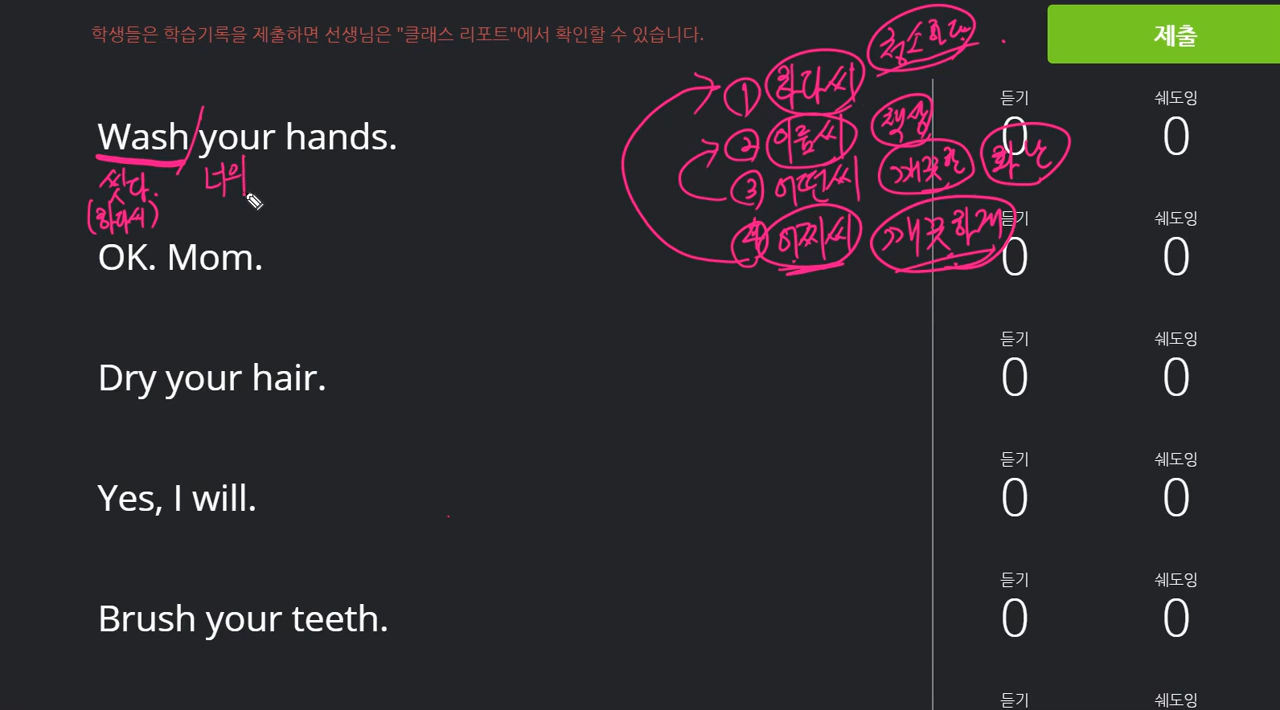 학생들은 학습기록을 제출하면 선생님은 "클래스 리포트"에서 확인할 수 있습니다.
제출
청소하다
① 하다씨
② 이름씨 책상
③ 어떤씨 깨끗한 화난
④ 어찌씨 깨끗하게
듣기 쉐도잉
Wash your hands. 0 0
씻다. 너의
(하다씨)
듣기 쉐도잉
OK. Mom. 0 0
듣기 쉐도잉
Dry your hair. 0 0
듣기 쉐도잉
Yes, I will. 0 0
듣기 쉐도잉
Brush your teeth. 0 0
듣기 쉐도잉